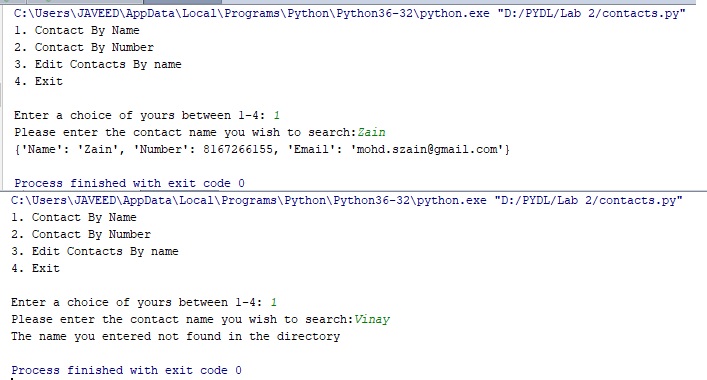 C:\Users\JAVEED\AppData\Local\Programs\Python\Python36-32\python.exe "D:/PYDL/Lab 2/contacts.py"
1. Contact By Name
2. Contact By Number
3. Edit Contacts By name
4. Exit
Enter a choice of yours between 1-4: 1
Please enter the contact name you wish to search:Zain
{'Name': 'Zain', 'Number': 8167266155, 'Email': 'mohd.szain@gmail.com'}
Process finished with exit code 0
C:\Users\JAVEED\AppData\Local\Programs\Python\Python36-32\python.exe "D:/PYDL/Lab 2/contacts.py"
1. Contact By Name
2. Contact By Number
3. Edit Contacts By name
4. Exit
Enter a choice of yours between 1-4: 1
Please enter the contact name you wish to search:Vinay
The name you entered not found in the directory
Process finished with exit code 0